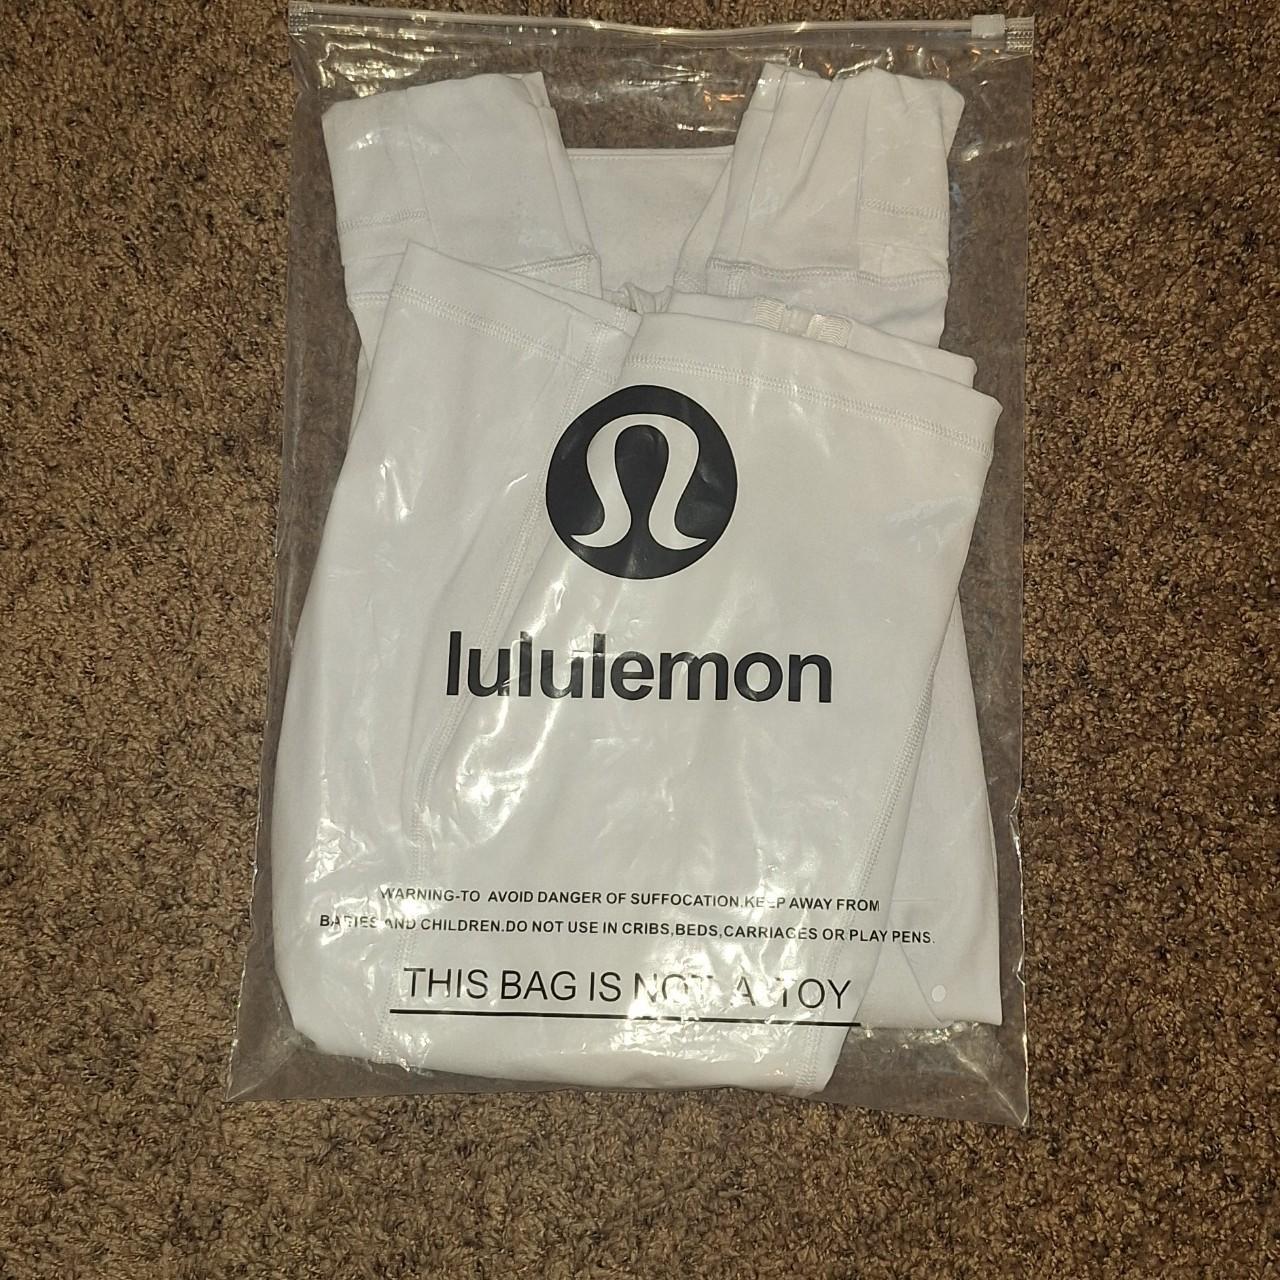 lululemon
WARNING-TO AVOID DANGER OF SUFFOCATION.KEEP AWAY FROM
BABIES AND CHILDREN.DO NOT USE IN CRIBS,BEDS,CARRIAGES OR PLAY PENS.
THIS BAG IS NOT A TOY